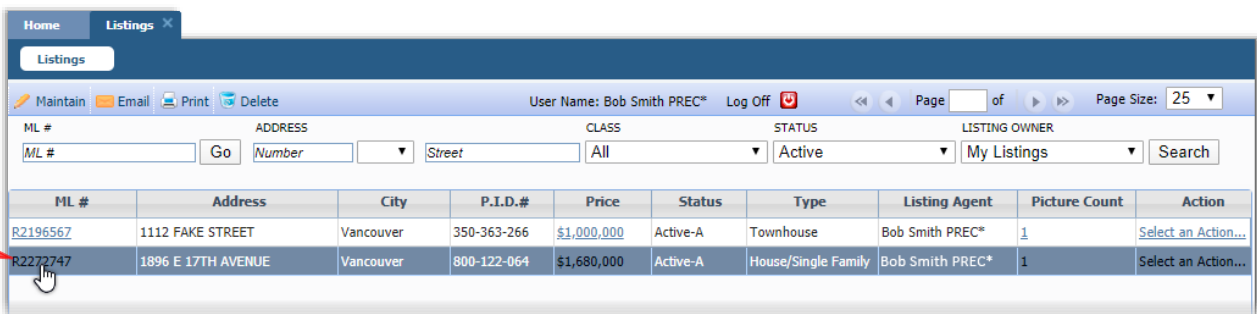 Home Listings ×
Listings
Maintain Email Print Delete User Name: Bob Smith PREC* Log Off Page of Page Size: 25
ML # ADDRESS CLASS STATUS LISTING OWNER
ML # Go Number Street All Active My Listings Search
ML # Address City P.I.D.# Price Status Type Listing Agent Picture Count Action
R2196567 1112 FAKE STREET Vancouver 350-363-266 $1,000,000 Active-A Townhouse Bob Smith PREC* 1 Select an Action...
R2272747 1896 E 17TH AVENUE Vancouver 800-122-064 $1,680,000 Active-A House/Single Family Bob Smith PREC* 1 Select an Action...